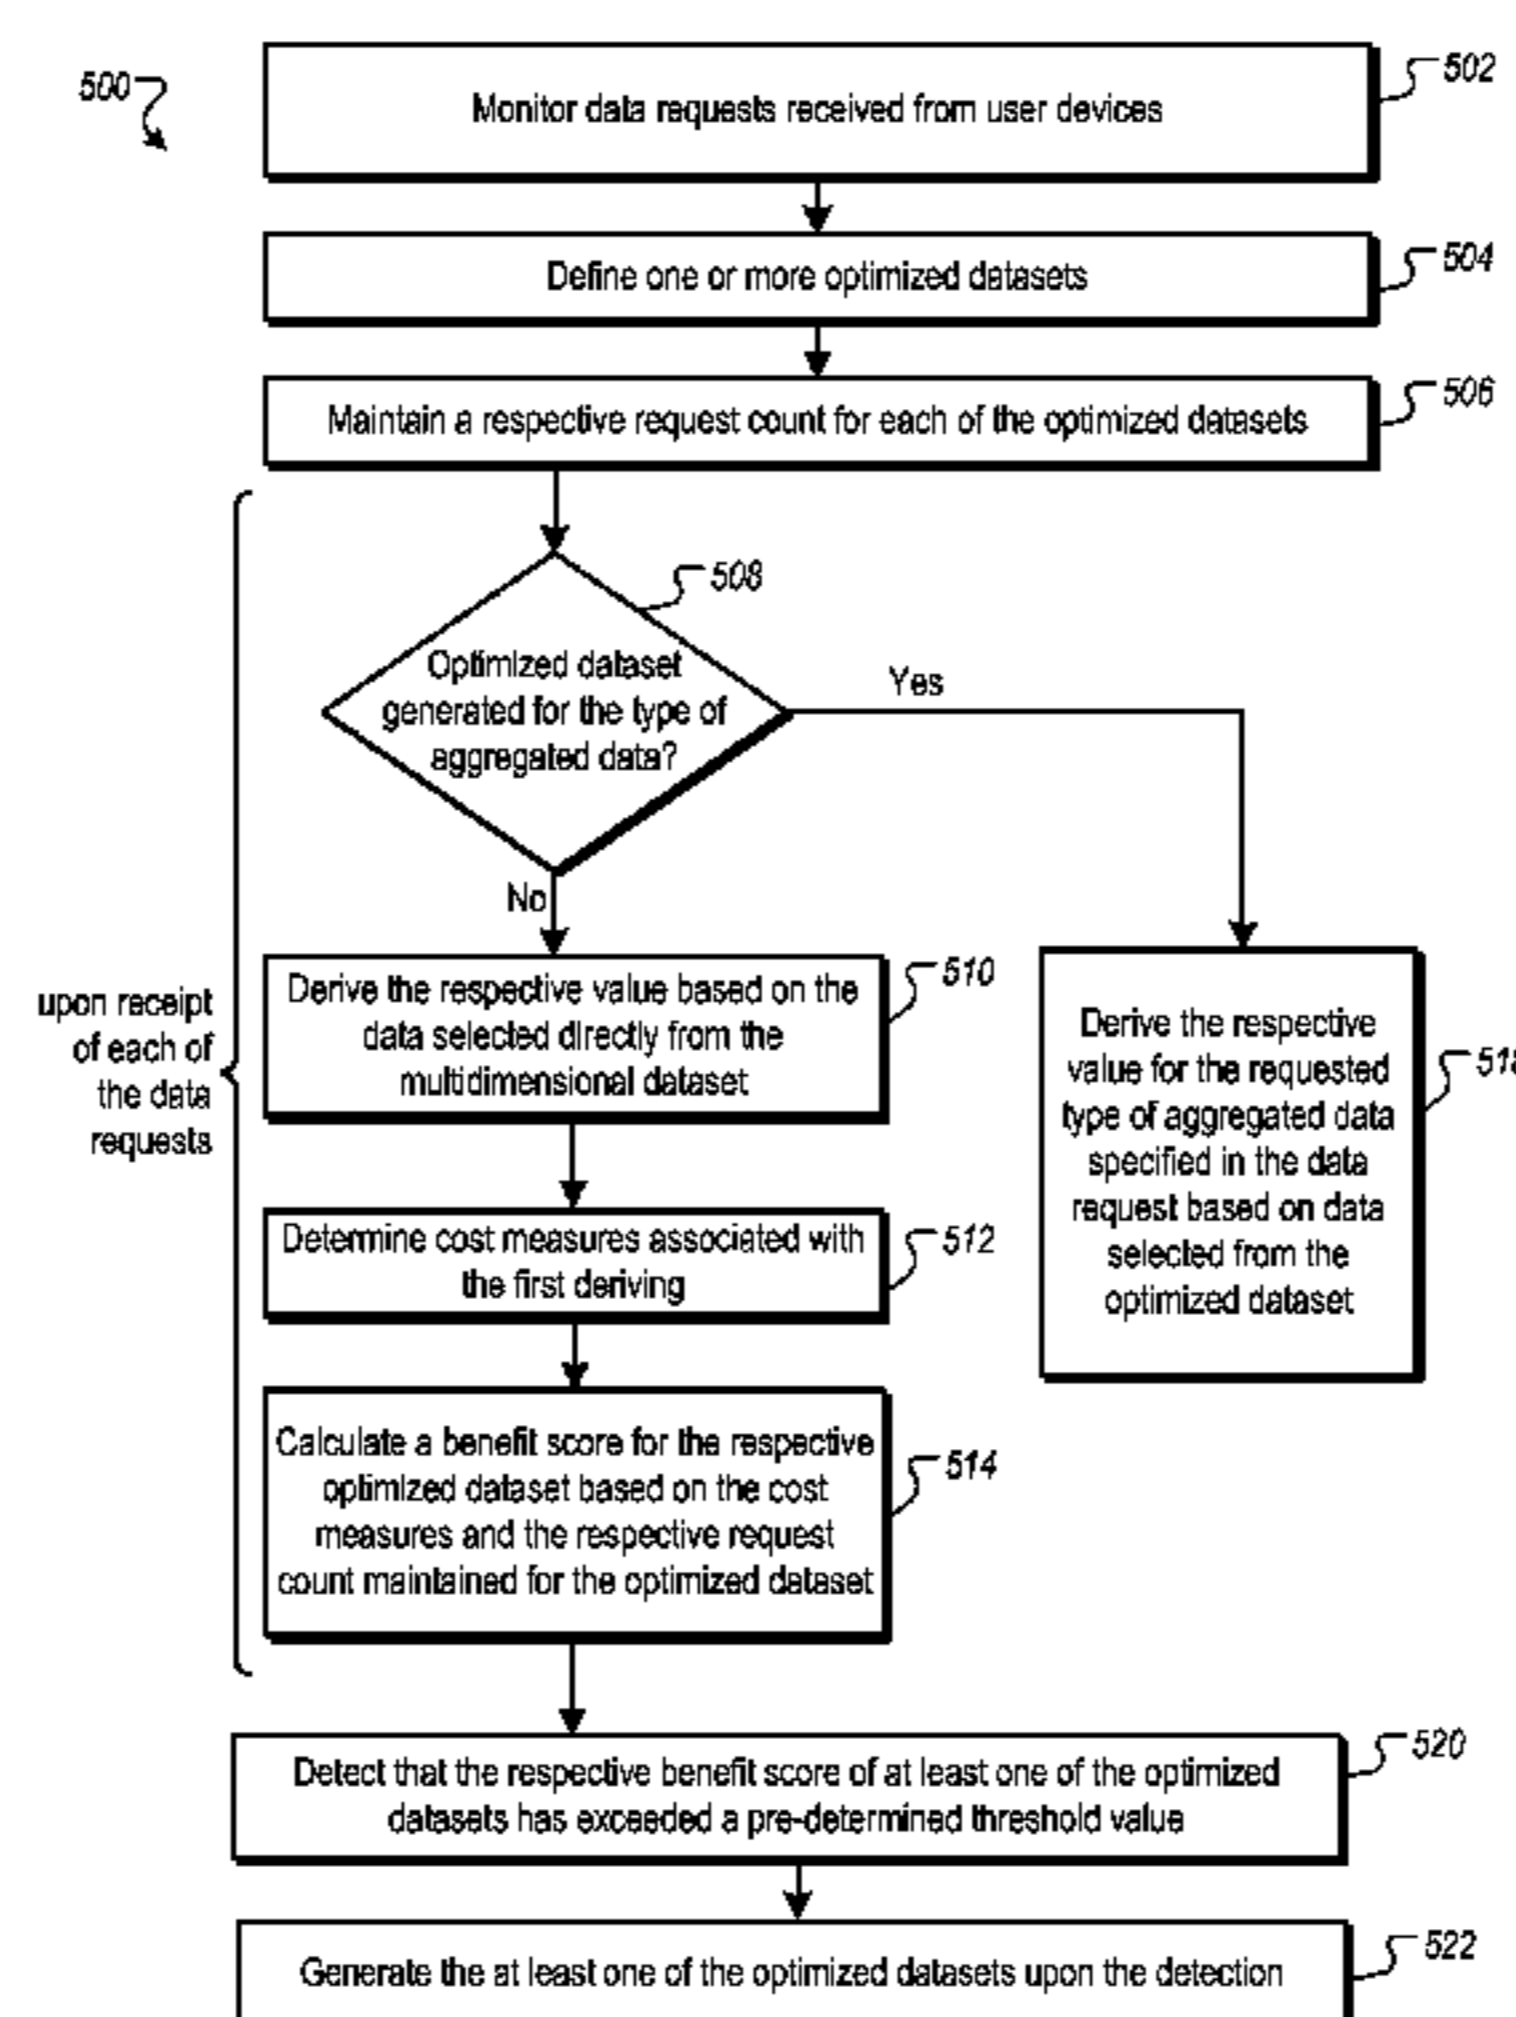 500
Monitor data requests received from user devices
502
Define one or more optimized datasets
504
Maintain a respective request count for each of the optimized datasets
506
508
Optimized dataset
generated for the type of
aggregated data?
Yes
No
upon receipt
of each of
the data
requests
Derive the respective value based on the
data selected directly from the
multidimensional dataset
510
Derive the respective
value for the requested
type of aggregated data
specified in the data
request based on data
selected from the
optimized dataset
Determine cost measures associated with
the first deriving
512
Calculate a benefit score for the respective
optimized dataset based on the cost
measures and the respective request
count maintained for the optimized dataset
514
Detect that the respective benefit score of at least one of the optimized
datasets has exceeded a pre-determined threshold value
520
Generate the at least one of the optimized datasets upon the detection
522